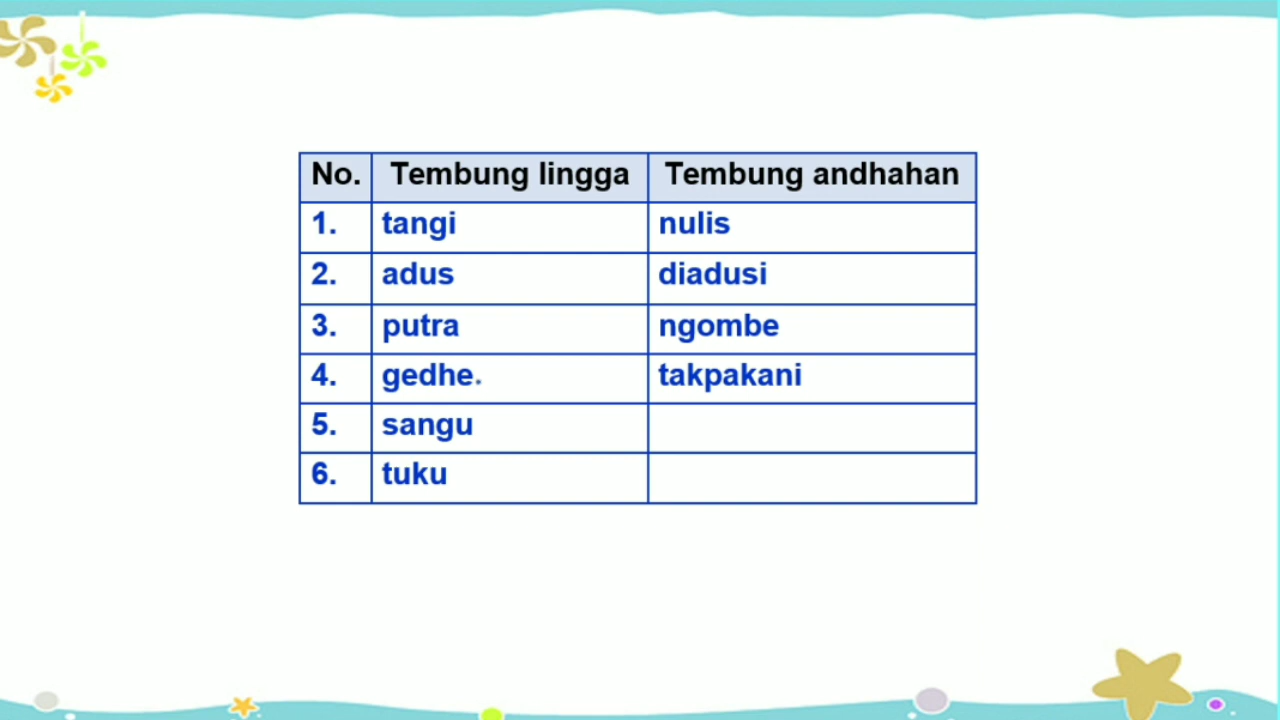 No. Tembung lingga Tembung andhahan
1. tangi nulis
2. adus diadusi
3. putra ngombe
4. gedhe. takpakani
5. sangu
6. tuku